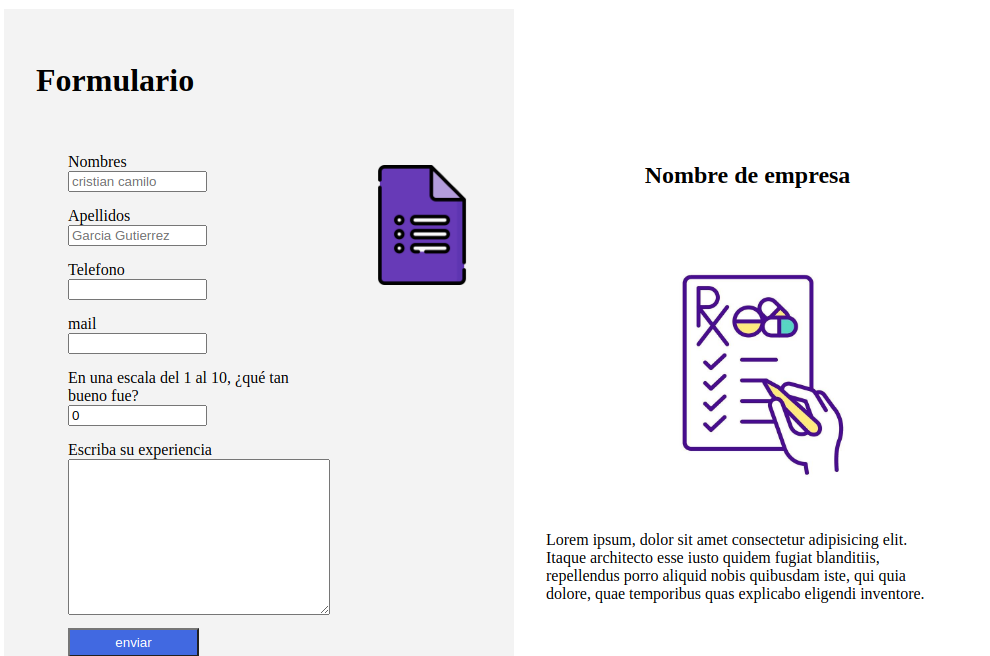 Formulario
Nombres
cristian camilo
Apellidos
Garcia Gutierrez
Telefono
mail
En una escala del 1 al 10, ¿qué tan
bueno fue?
0
Escriba su experiencia
enviar
Nombre de empresa
Rx
Lorem ipsum, dolor sit amet consectetur adipisicing elit.
Itaque architecto esse iusto quidem fugiat blanditiis,
repellendus porro aliquid nobis quibusdam iste, qui quia
dolore, quae temporibus quas explicabo eligendi inventore.